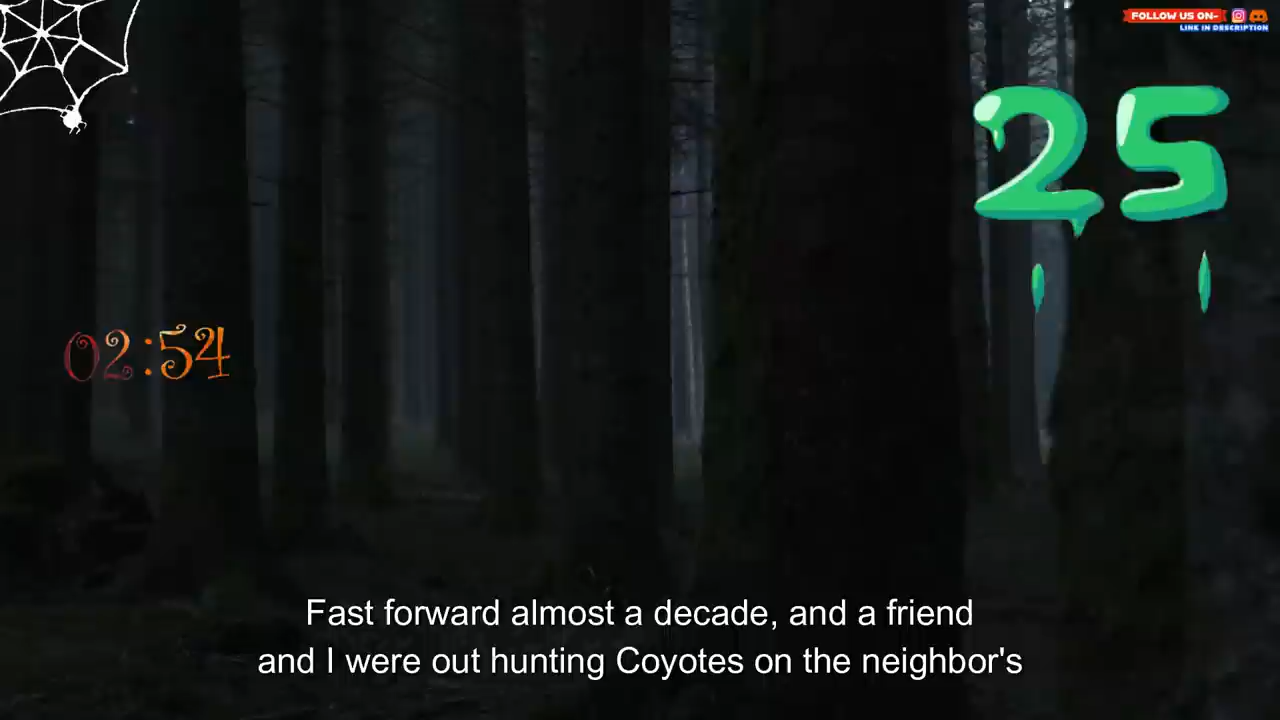 FOLLOW US ON-
LINK IN DESCRIPTION
25
02:54
Fast forward almost a decade, and a friend
and I were out hunting Coyotes on the neighbor's